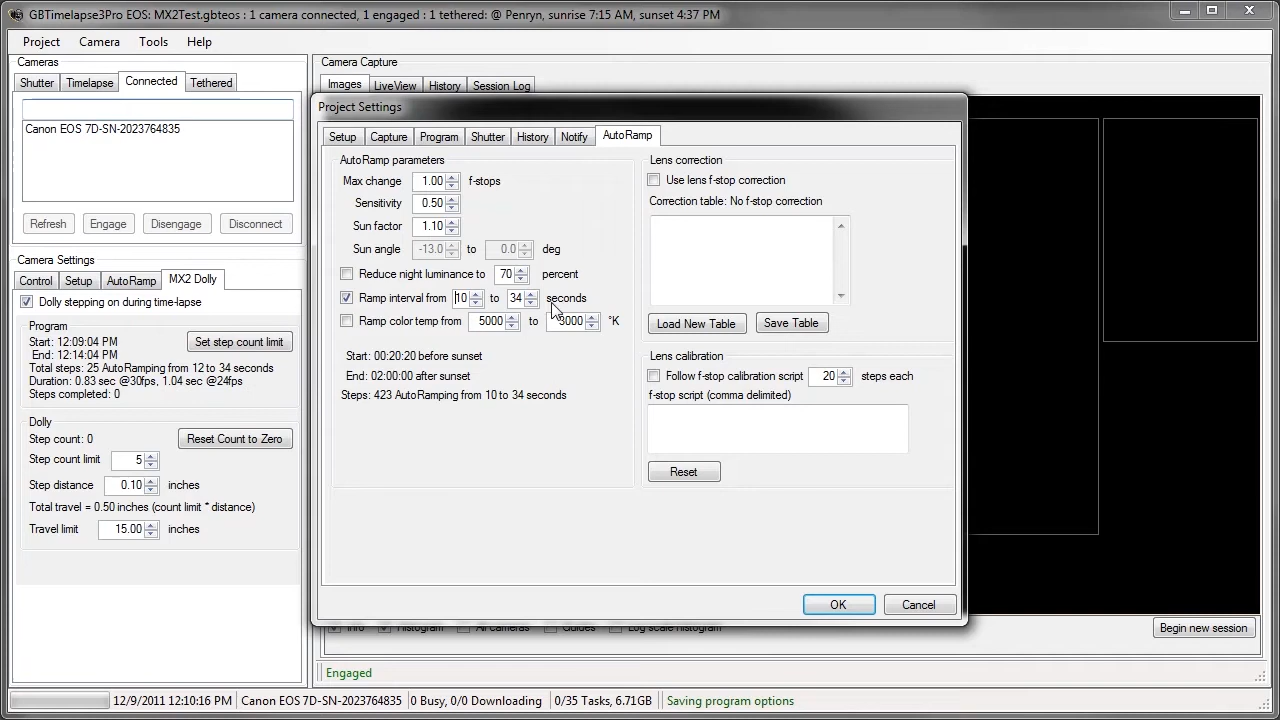 GBTimelapse3Pro EOS: MX2Test.gbteos : 1 camera connected, 1 engaged : 1 tethered: @ Penryn, sunrise 7:15 AM, sunset 4:37 PM
Project Camera Tools Help
Cameras
Shutter Timelapse Connected Tethered
Canon EOS 7D-SN-2023764835
Refresh Engage Disengage Disconnect
Camera Settings
Control Setup AutoRamp MX2 Dolly
Dolly stepping on during time-lapse
Program
Start: 12:09:04 PM
Set step count limit
End: 12:14:04 PM
Total steps: 25 AutoRamping from 12 to 34 seconds
Duration: 0.83 sec @30fps, 1.04 sec @24fps
Steps completed: 0
Dolly
Step count: 0
Reset Count to Zero
Step count limit 5
Step distance 0.10 inches
Total travel = 0.50 inches (count limit * distance)
Travel limit 15.00 inches
Camera Capture
Images LiveView History Session Log
Project Settings
Setup Capture Program Shutter History Notify AutoRamp
AutoRamp parameters
Max change 1.00 f-stops
Sensitivity 0.50
Sun factor 1.10
Sun angle -13.0 to 0.0 deg
Reduce night luminance to 70 percent
Ramp interval from 10 to 34 seconds
Ramp color temp from 5000 to 3000 °K
Start: 00:20:20 before sunset
End: 02:00:00 after sunset
Steps: 423 AutoRamping from 10 to 34 seconds
Lens correction
Use lens f-stop correction
Correction table: No f-stop correction
Load New Table Save Table
Lens calibration
Follow f-stop calibration script 20 steps each
f-stop script (comma delimited)
Reset
OK Cancel
Info Histogram All cameras Guides Log scale histogram
Begin new session
Engaged
12/9/2011 12:10:16 PM Canon EOS 7D-SN-2023764835 0 Busy, 0/0 Downloading 0/35 Tasks, 6.71GB Saving program options